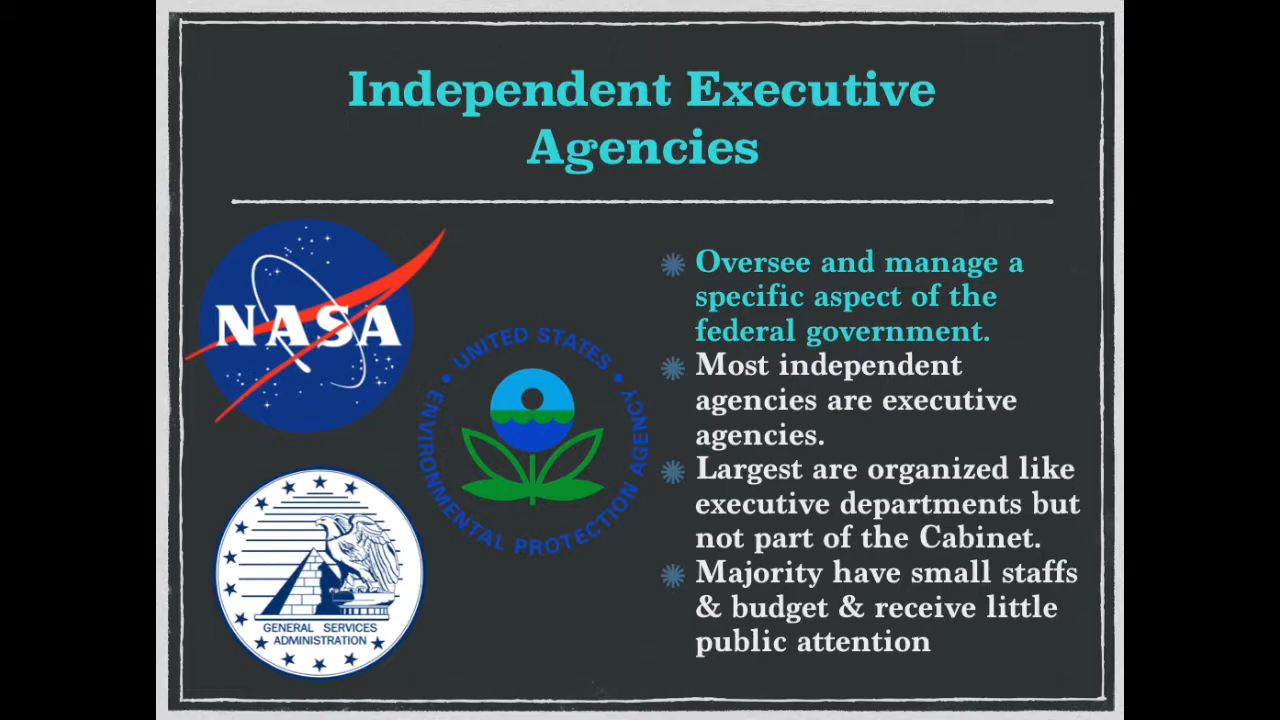 Independent Executive
Agencies
NASA
UNITED STATES
ENVIRONMENTAL PROTECTION AGENCY
GENERAL SERVICES
ADMINISTRATION
Oversee and manage a
specific aspect of the
federal government.
Most independent
agencies are executive
agencies.
Largest are organized like
executive departments but
not part of the Cabinet.
Majority have small staffs
& budget & receive little
public attention